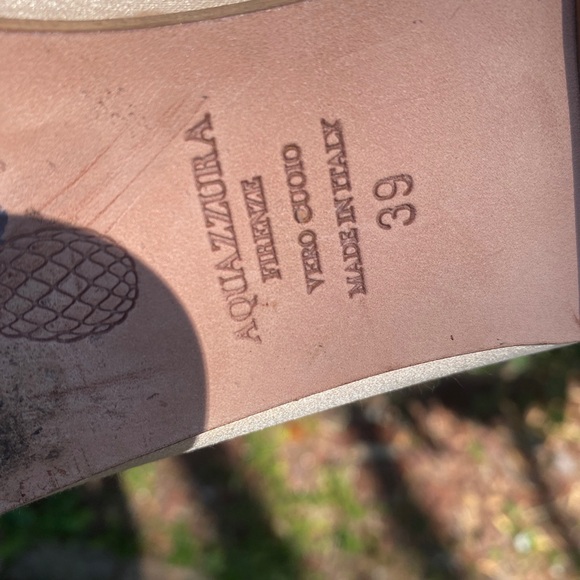 AQUAZZURA
FIRENZE
VERO CUOIO
MADE IN ITALY
39